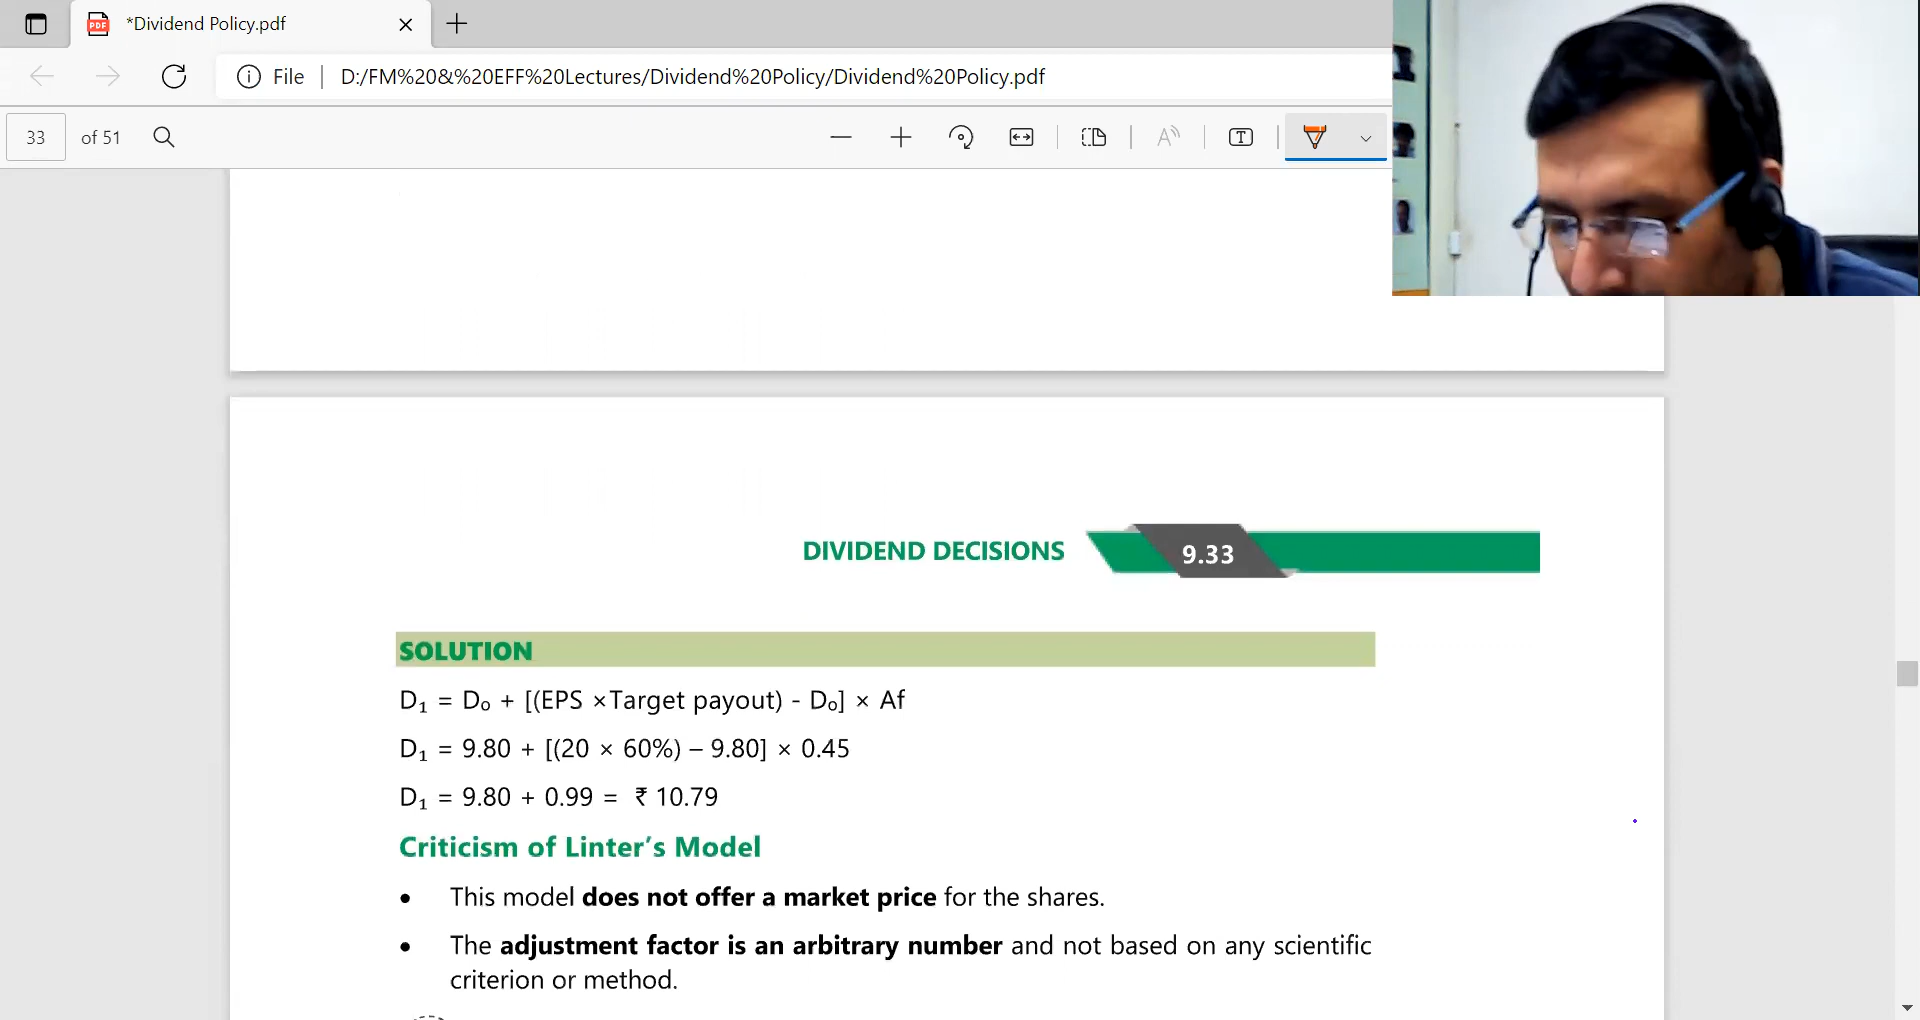 *Dividend Policy.pdf
PDF
File
D:/FM%20&%20EFF%20Lectures/Dividend%20Policy/Dividend%20Policy.pdf
33 of 51
DIVIDEND DECISIONS 9.33
SOLUTION
D₁ = D₀ + [(EPS ×Target payout) - D₀] × Af
D₁ = 9.80 + [(20 × 60%) – 9.80] × 0.45
D₁ = 9.80 + 0.99 = ₹ 10.79
Criticism of Linter’s Model
• This model does not offer a market price for the shares.
• The adjustment factor is an arbitrary number and not based on any scientific
criterion or method.